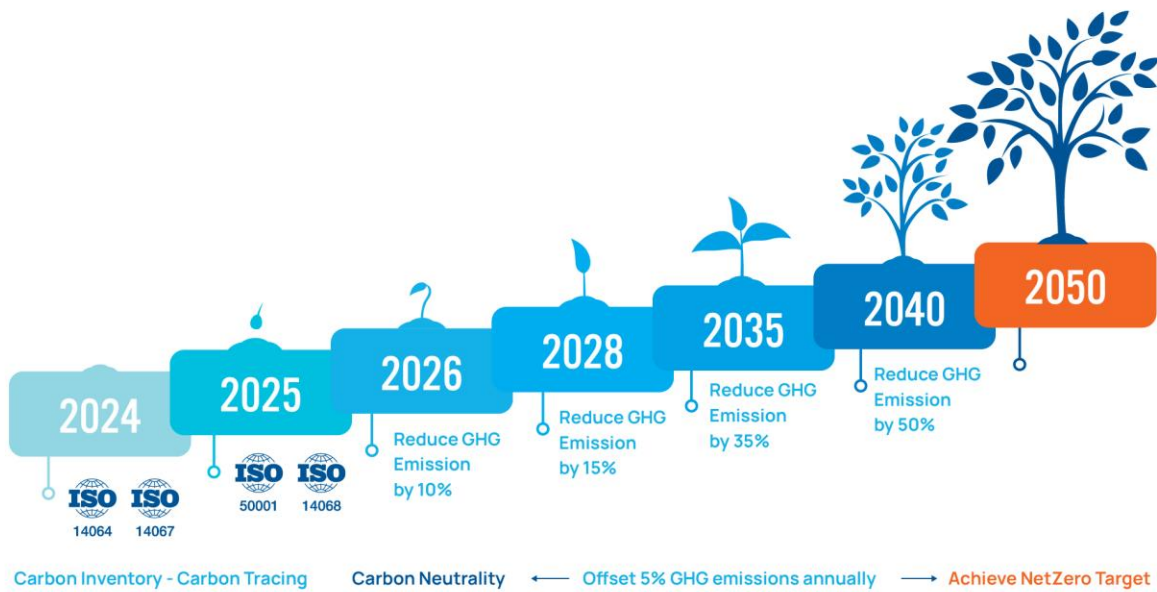 2024
ISO
14064
ISO
14067
2025
ISO
50001
ISO
14068
2026
Reduce GHG
Emission
by 10%
2028
Reduce GHG
Emission
by 15%
2035
Reduce GHG
Emission
by 35%
2040
Reduce GHG
Emission
by 50%
2050
Carbon Inventory - Carbon Tracing
Carbon Neutrality
Offset 5% GHG emissions annually
Achieve NetZero Target